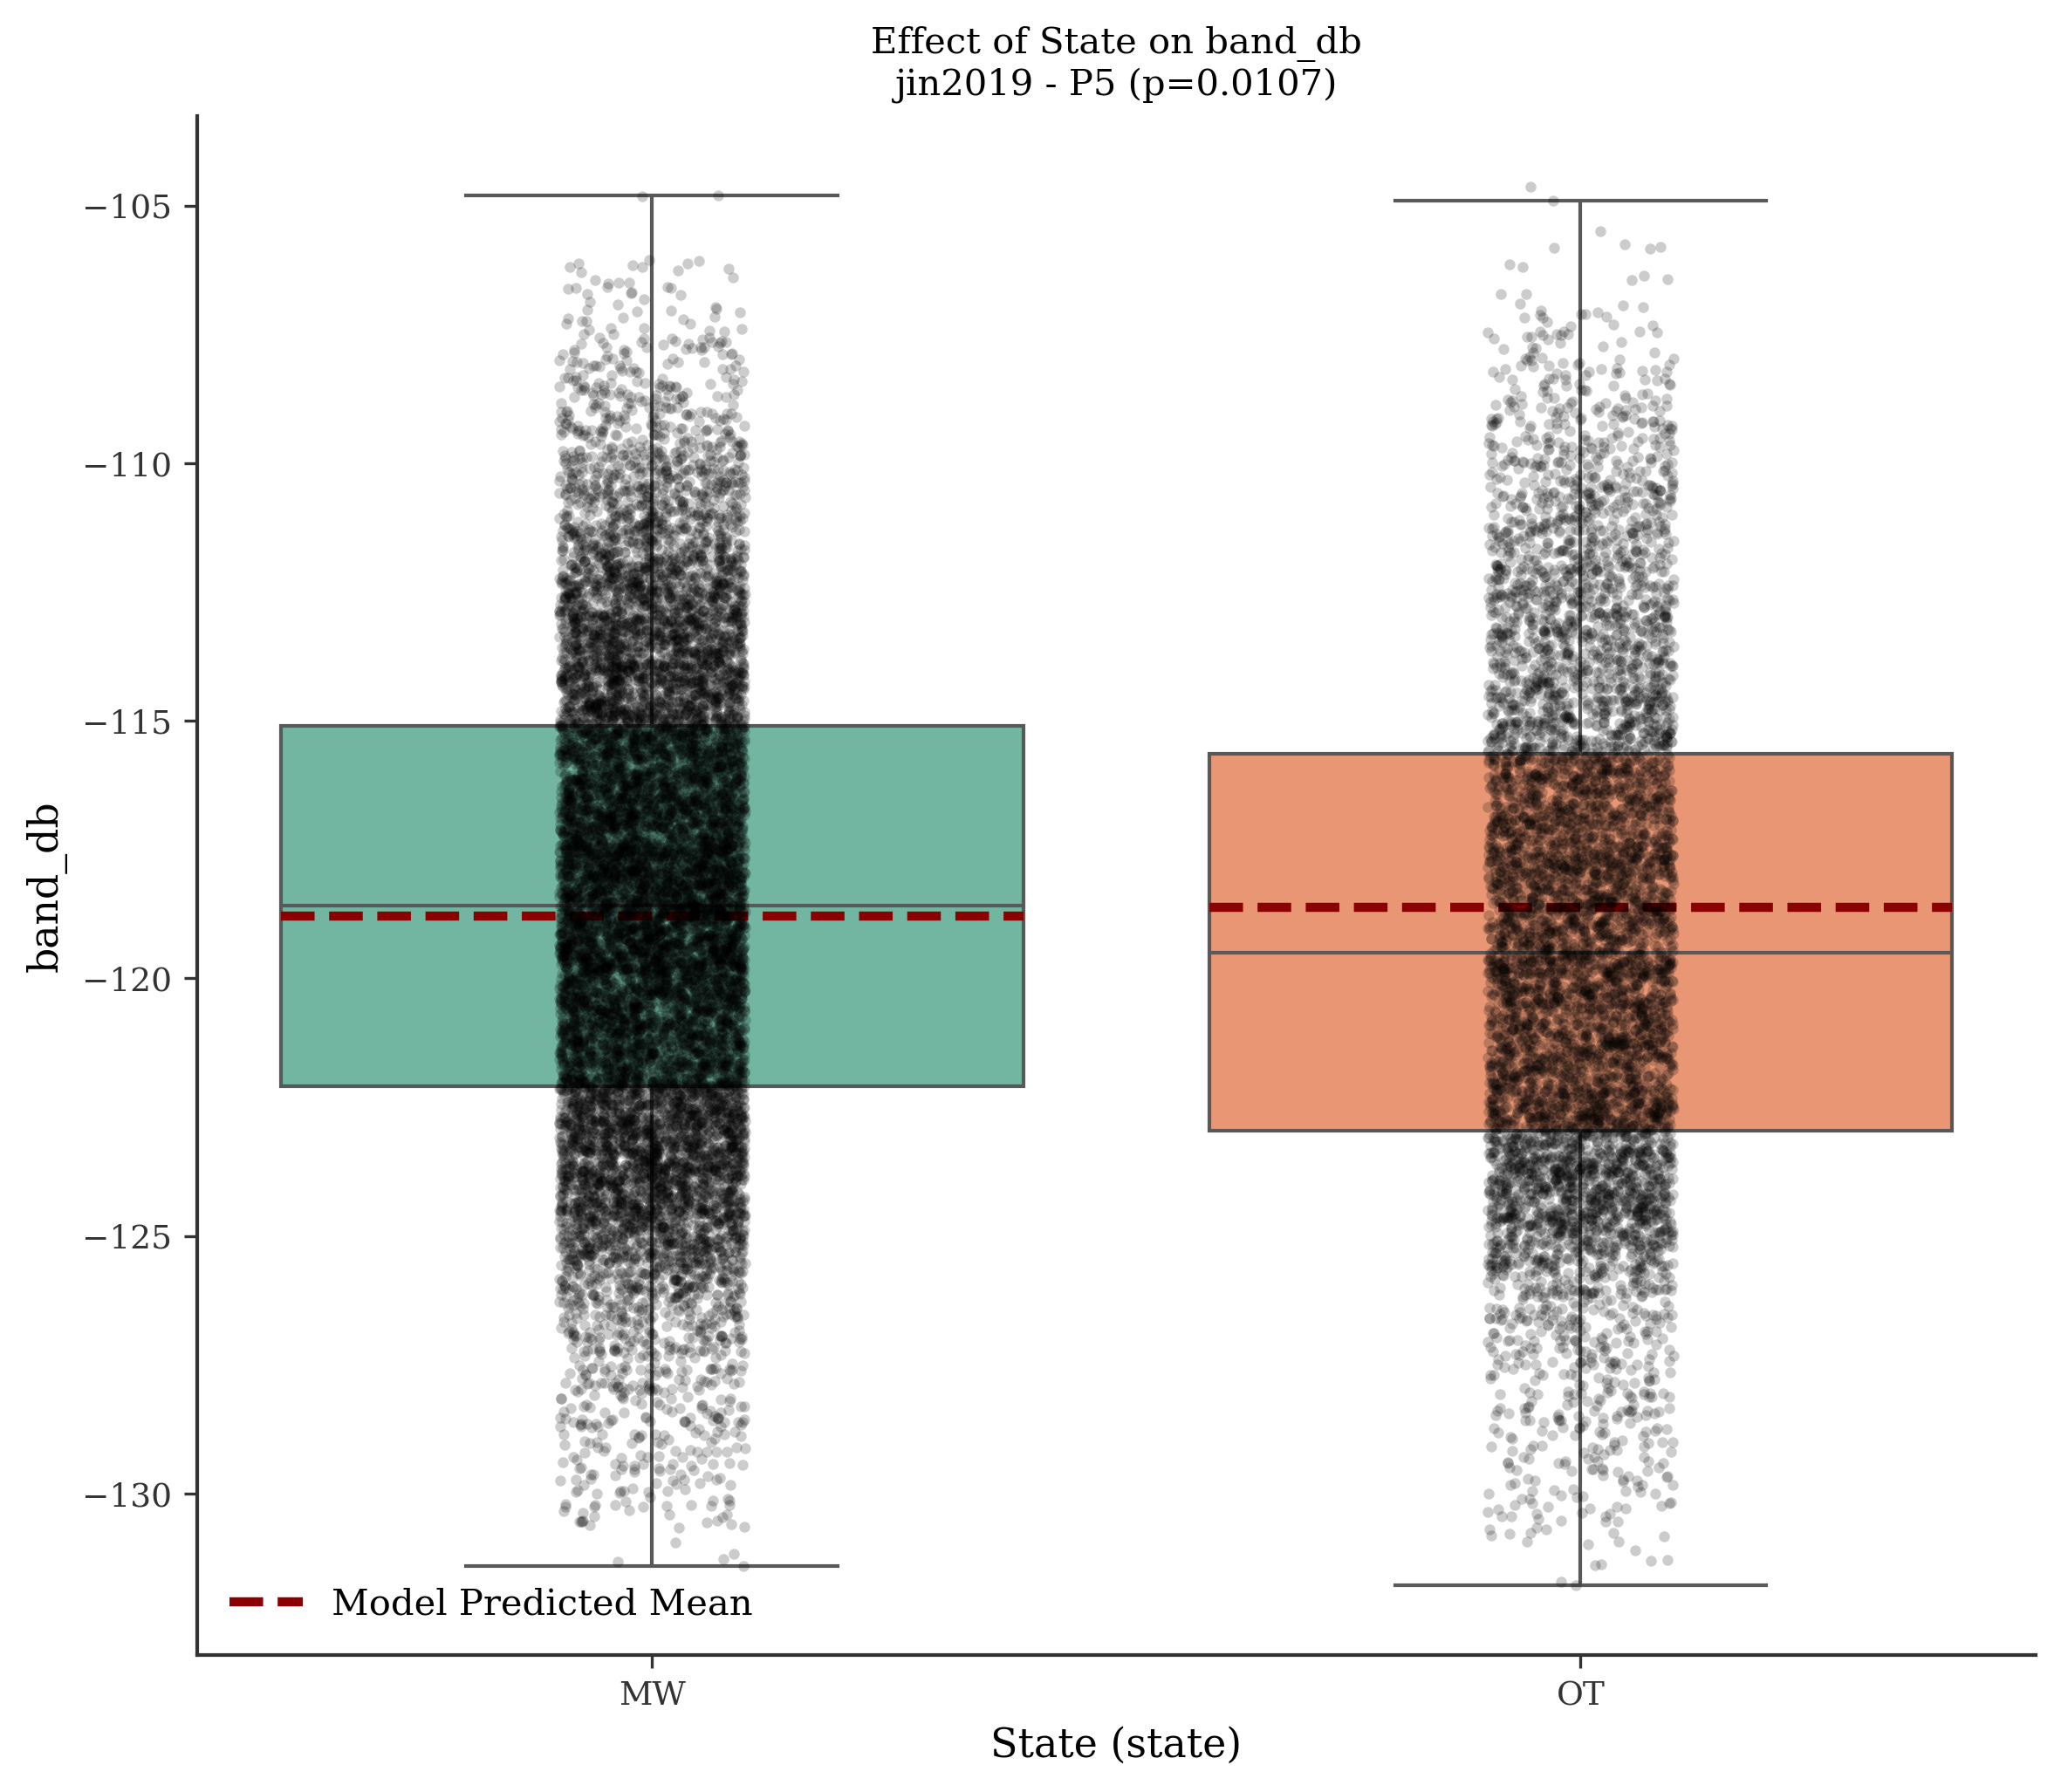 Effect of State on band_db
jin2019 - P5 (p=0.0107)
band_db
−105
−110
−115
−120
−125
−130
Model Predicted Mean
MW
OT
State (state)